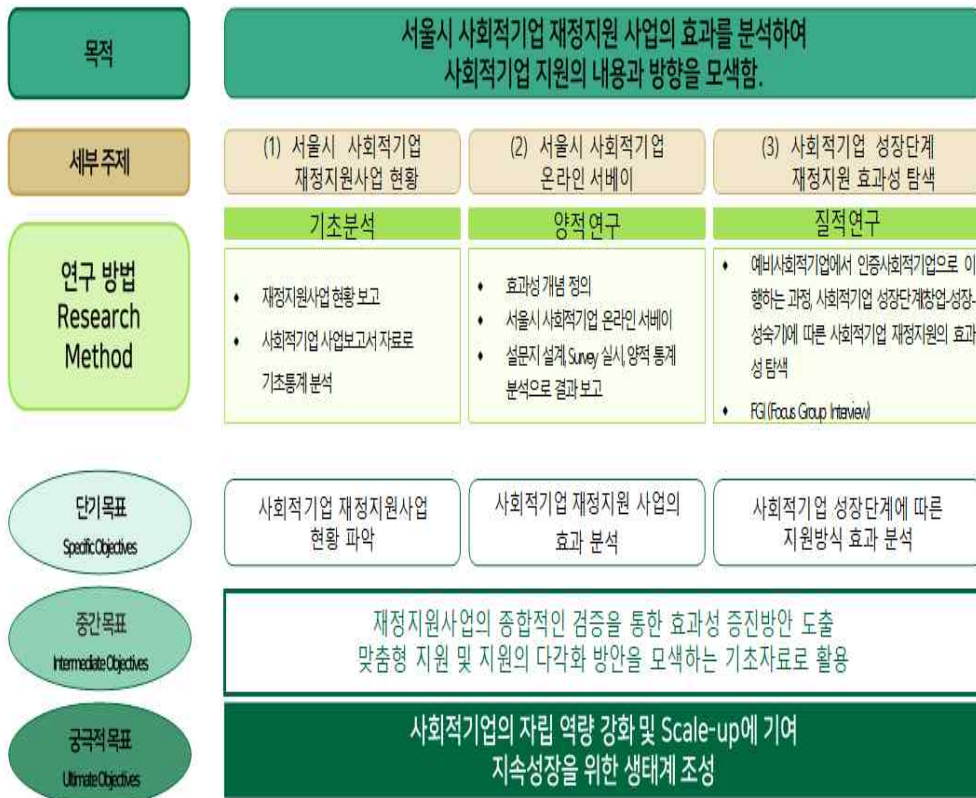 목적
서울시 사회적기업 재정지원 사업의 효과를 분석하여
사회적기업 지원의 내용과 방향을 모색함.
세부 주제
(1) 서울시 사회적기업
재정지원사업 현황
(2) 서울시 사회적기업
온라인 서베이
(3) 사회적기업 성장단계
재정지원 효과성 탐색
연구 방법
Research
Method
기초분석
• 재정지원사업 현황 보고
• 사회적기업 사업보고서 자료로
기초통계 분석
양적연구
• 효과성 개념 정의
• 서울시 사회적기업 온라인 서베이
• 설문지 설계, Survey 실시, 양적 통계
분석으로 결과 보고
질적연구
• 예비사회적기업에서 인증사회적기업으로 이
행하는 과정, 사회적기업 성장단계(창업-성장-
성숙기)에 따른 사회적기업 재정지원의 효과
성 탐색
• FGI (Focus Group Interview)
단기 목표
Specific Objectives
사회적기업 재정지원사업
현황 파악
사회적기업 재정지원 사업의
효과 분석
사회적기업 성장단계에 따른
지원방식 효과 분석
중간 목표
Intermediate Objectives
재정지원사업의 종합적인 검증을 통한 효과성 증진방안 도출
맞춤형 지원 및 지원의 다각화 방안을 모색하는 기초자료로 활용
궁극적 목표
Ultimate Objectives
사회적기업의 자립 역량 강화 및 Scale-up에 기여
지속성장을 위한 생태계 조성